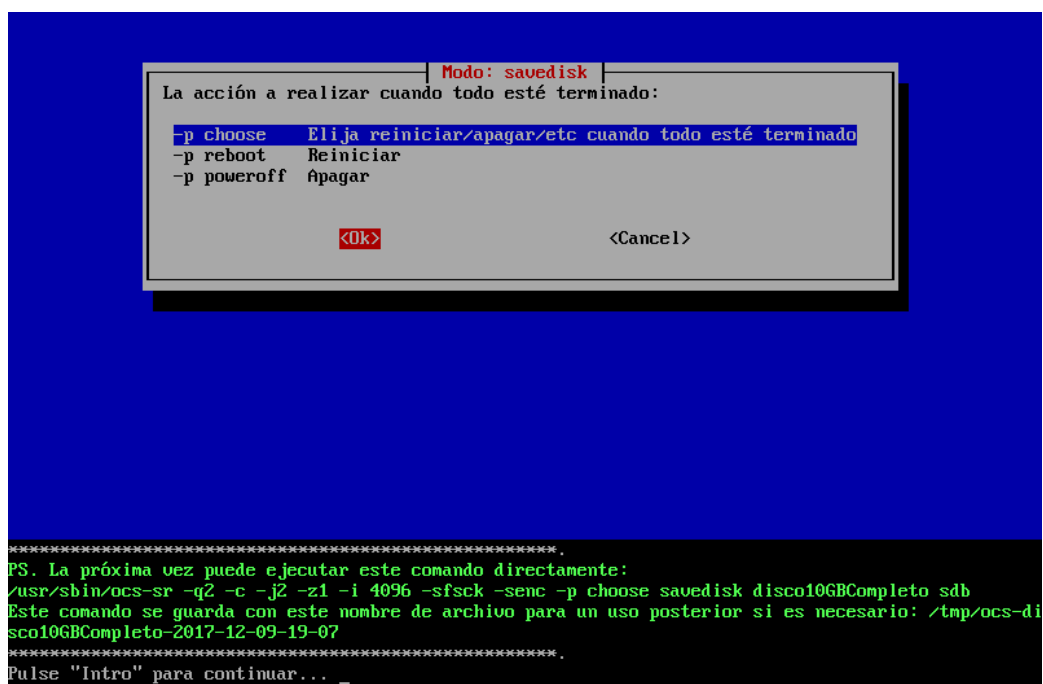 Modo: savedisk
La acción a realizar cuando todo esté terminado:
-p choose Elija reiniciar/apagar/etc cuando todo esté terminado
-p reboot Reiniciar
-p poweroff Apagar
<Ok> <Cancel>
*****************************************************.
PS. La próxima vez puede ejecutar este comando directamente:
/usr/sbin/ocs-sr -q2 -c -j2 -z1 -i 4096 -sfsck -senc -p choose savedisk disco10GBCompleto sdb
Este comando se guarda con este nombre de archivo para un uso posterior si es necesario: /tmp/ocs-di
sco10GBCompleto-2017-12-09-19-07
*****************************************************.
Pulse "Intro" para continuar... _